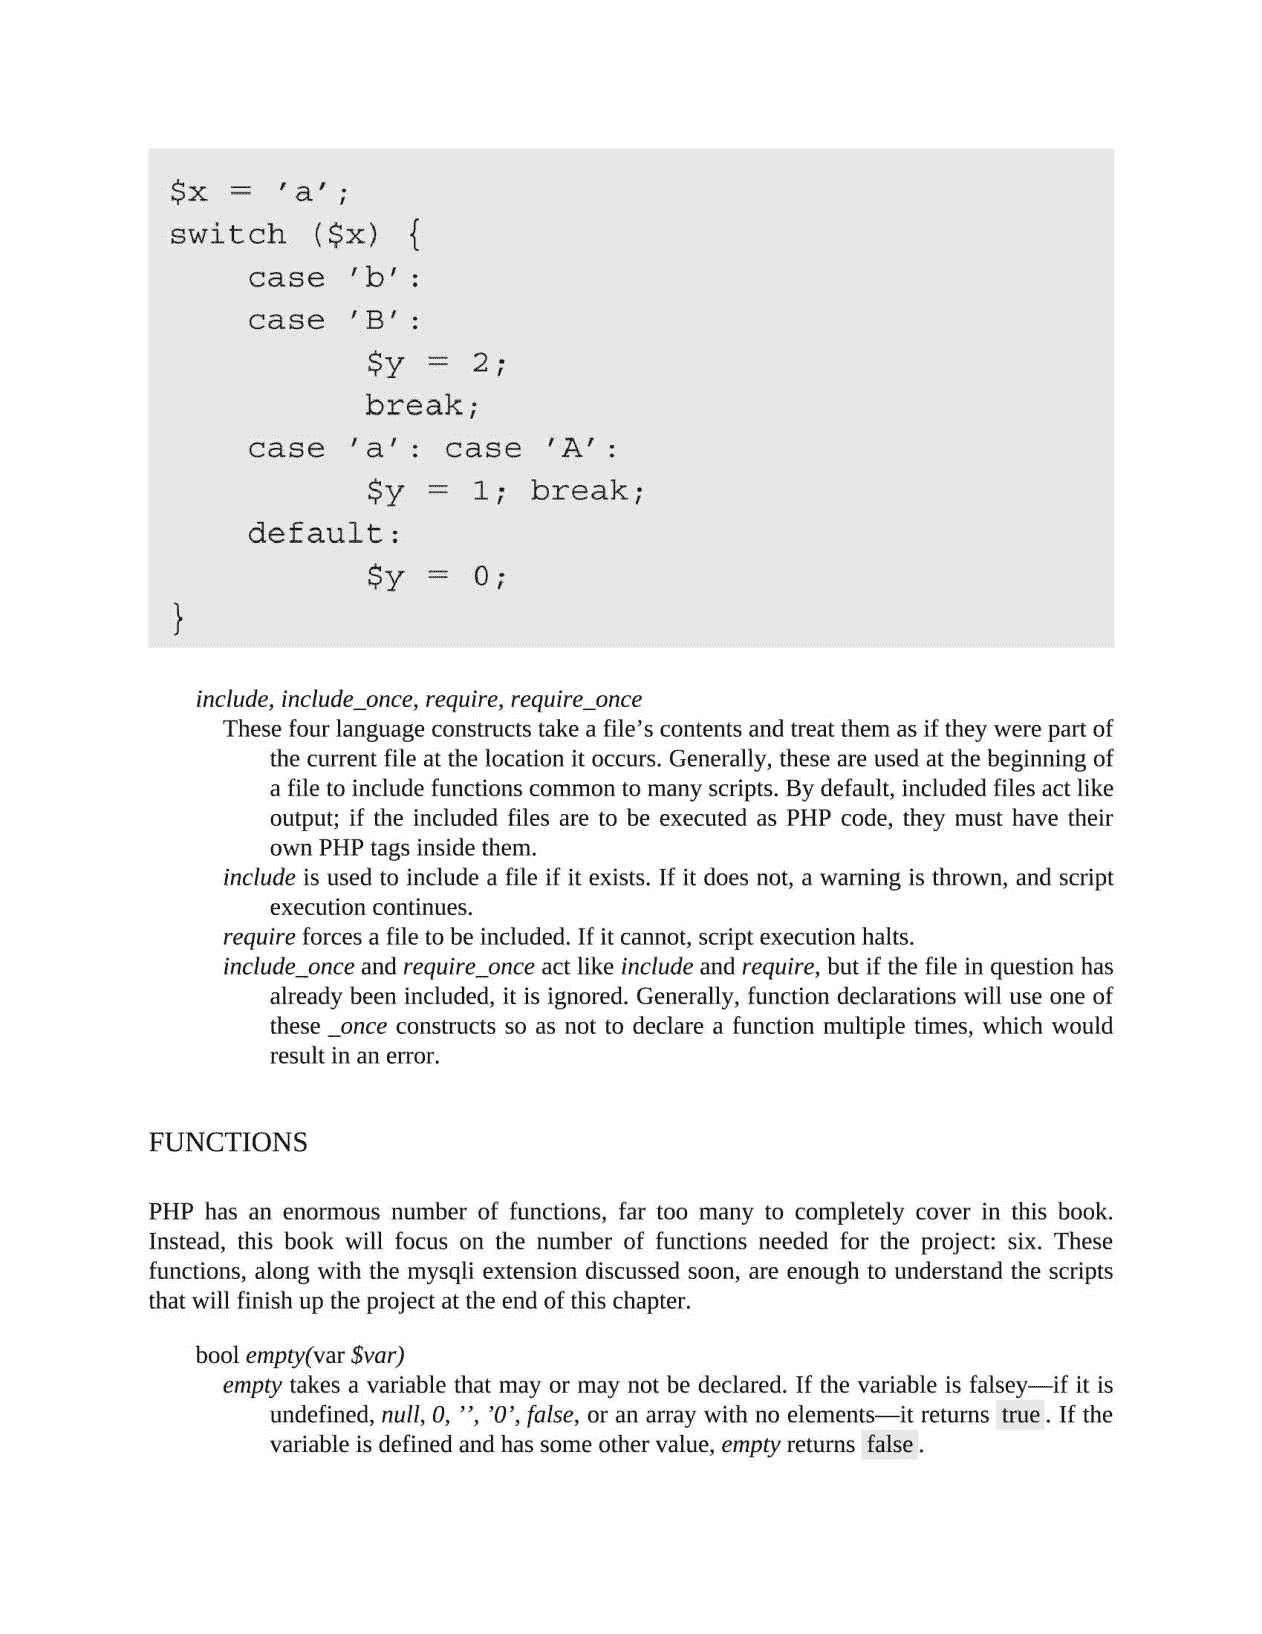 $x = ’a’;
switch ($x) {
    case ’b’:
    case ’B’:
          $y = 2;
          break;
    case ’a’: case ’A’:
          $y = 1; break;
    default:
          $y = 0;
}
include, include_once, require, require_once
These four language constructs take a file’s contents and treat them as if they were part of
the current file at the location it occurs. Generally, these are used at the beginning of
a file to include functions common to many scripts. By default, included files act like
output; if the included files are to be executed as PHP code, they must have their
own PHP tags inside them.
include is used to include a file if it exists. If it does not, a warning is thrown, and script
execution continues.
require forces a file to be included. If it cannot, script execution halts.
include_once and require_once act like include and require, but if the file in question has
already been included, it is ignored. Generally, function declarations will use one of
these _once constructs so as not to declare a function multiple times, which would
result in an error.
FUNCTIONS
PHP has an enormous number of functions, far too many to completely cover in this book.
Instead, this book will focus on the number of functions needed for the project: six. These
functions, along with the mysqli extension discussed soon, are enough to understand the scripts
that will finish up the project at the end of this chapter.
bool empty(var $var)
empty takes a variable that may or may not be declared. If the variable is falsey—if it is
undefined, null, 0, ’’, ’0’, false, or an array with no elements—it returns true. If the
variable is defined and has some other value, empty returns false.